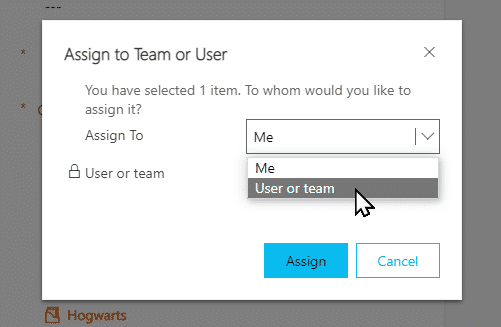 ---
*
Assign to Team or User
You have selected 1 item. To whom would you like to
assign it?
*
Assign To
Me
Me
User or team
User or team
Assign
Cancel
Hogwarts